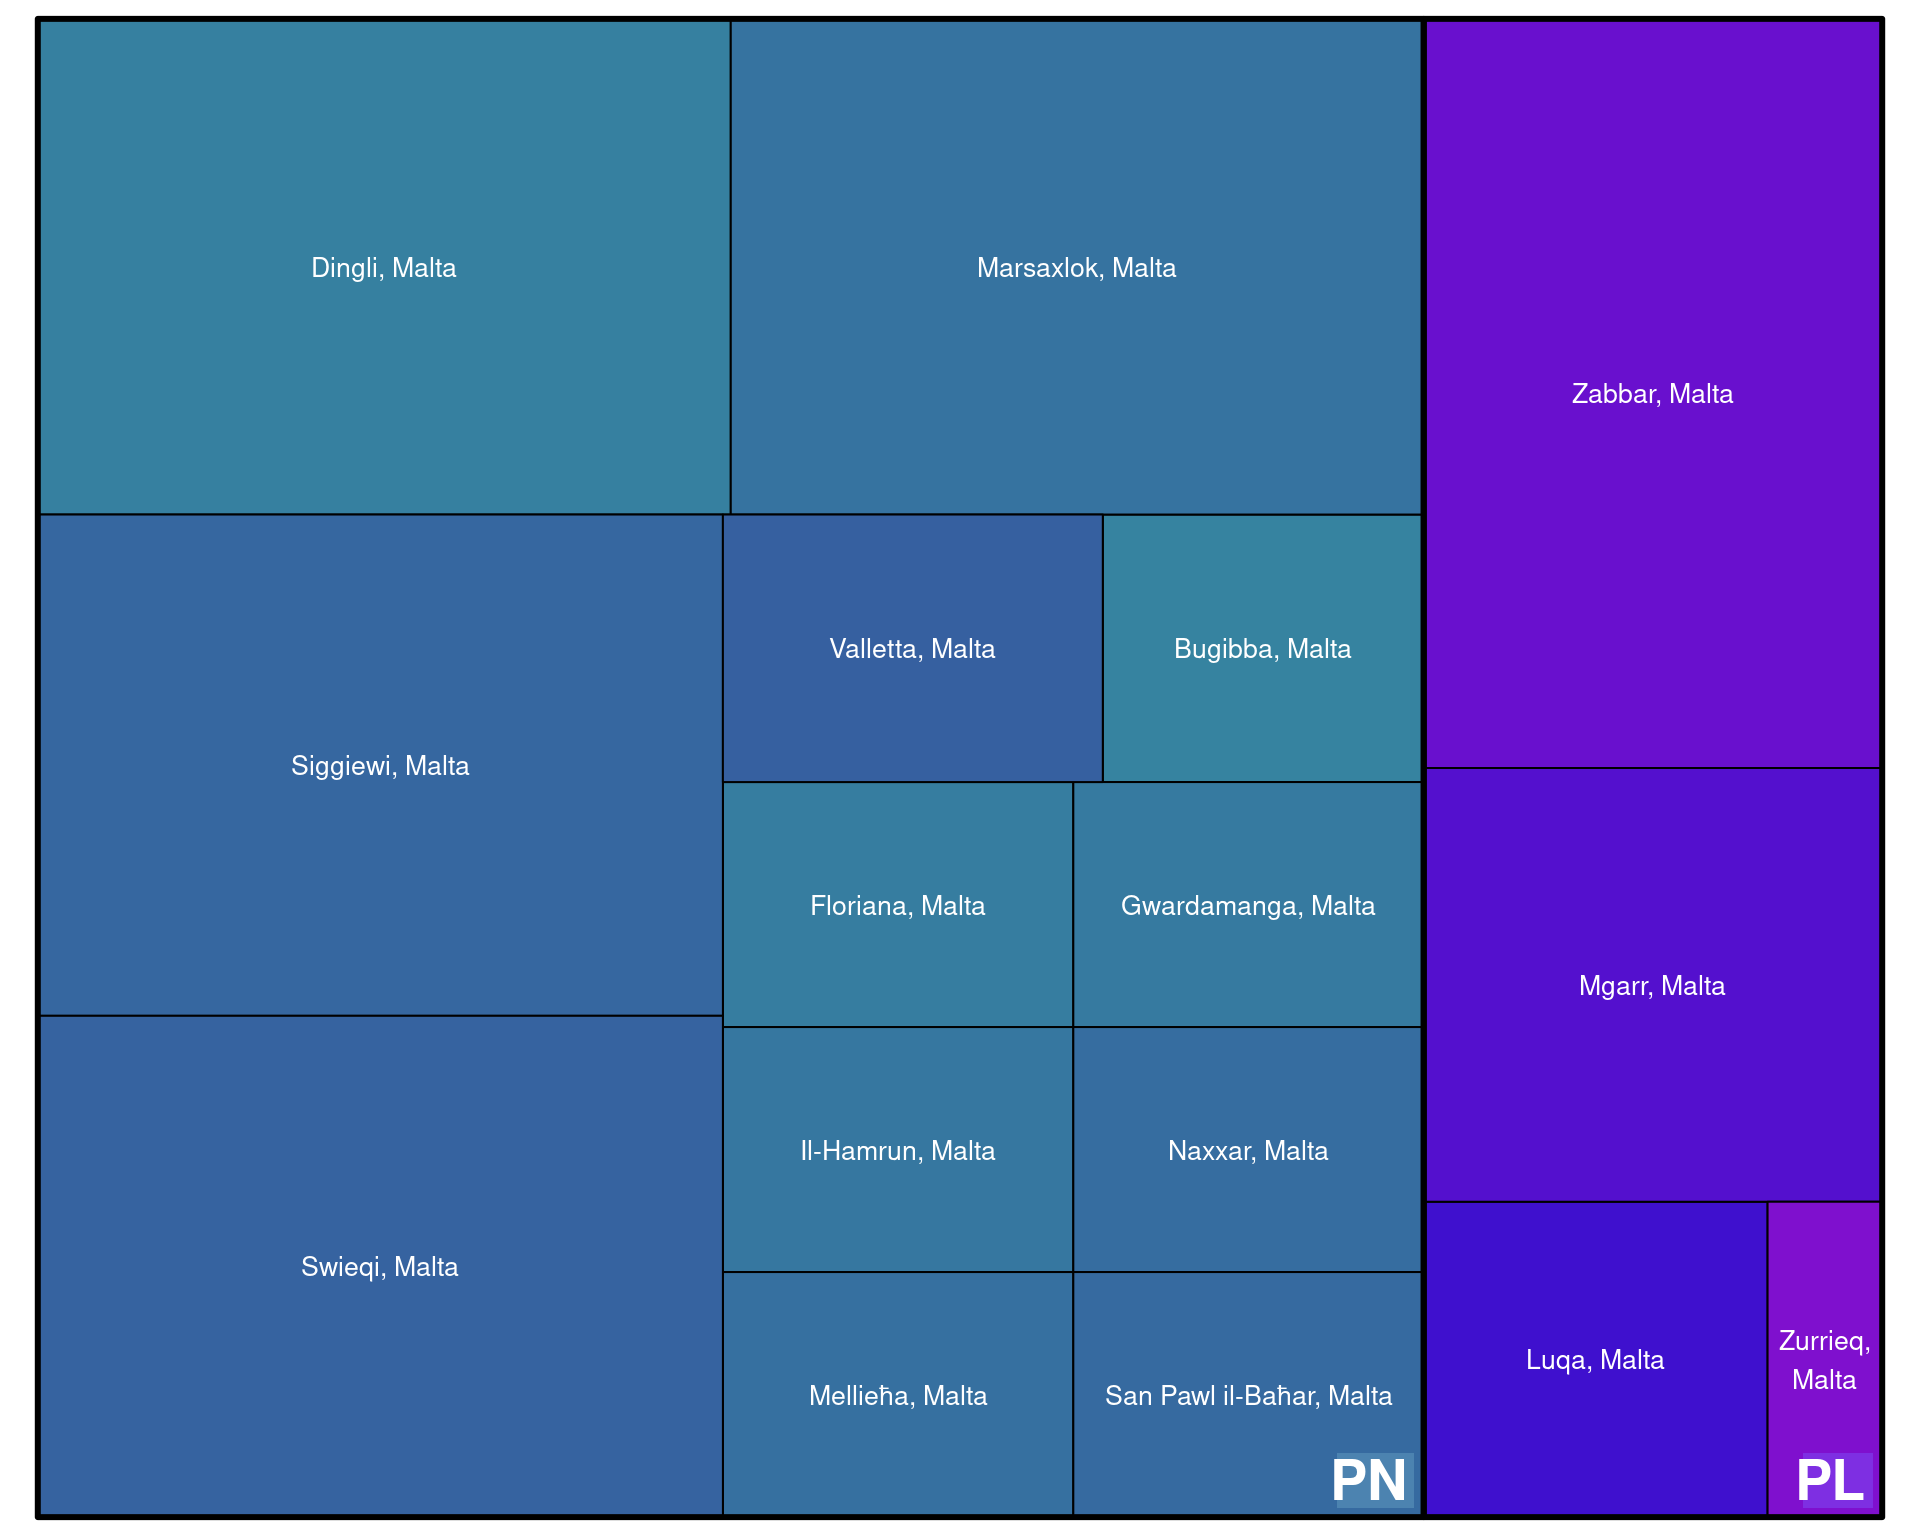 Dingli, Malta
Marsaxlok, Malta
Zabbar, Malta
Valletta, Malta
Bugibba, Malta
Siggiewi, Malta
Floriana, Malta
Gwardamanga, Malta
Mgarr, Malta
Il-Hamrun, Malta
Naxxar, Malta
Swieqi, Malta
Luqa, Malta
Zurrieq,
Malta
Mellieħa, Malta
San Pawl il-Baħar, Malta
PN
PL